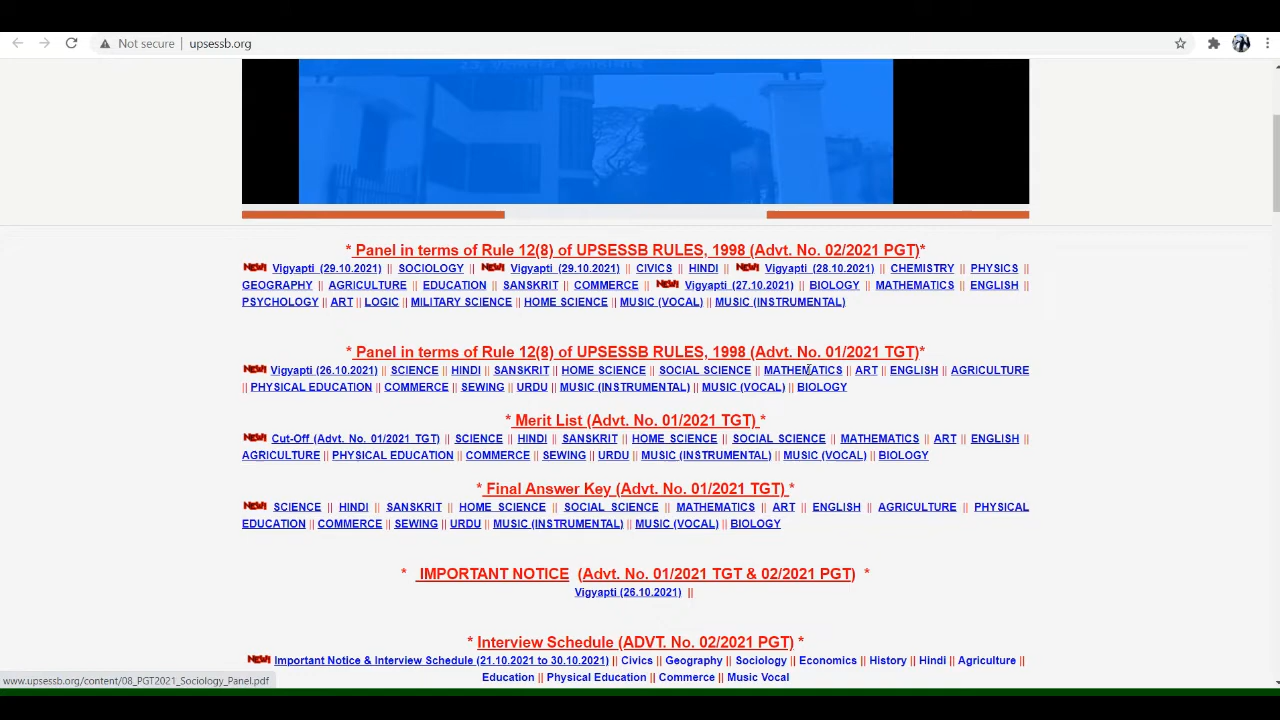 Not secure | upsessb.org
* Panel in terms of Rule 12(8) of UPSESSB RULES, 1998 (Advt. No. 02/2021 PGT)*
NEW! Vigyapti (29.10.2021) || SOCIOLOGY || NEW! Vigyapti (29.10.2021) || CIVICS || HINDI || NEW! Vigyapti (28.10.2021) || CHEMISTRY || PHYSICS ||
GEOGRAPHY || AGRICULTURE || EDUCATION || SANSKRIT || COMMERCE || NEW! Vigyapti (27.10.2021) || BIOLOGY || MATHEMATICS || ENGLISH ||
PSYCHOLOGY || ART || LOGIC || MILITARY SCIENCE || HOME SCIENCE || MUSIC (VOCAL) || MUSIC (INSTRUMENTAL)
* Panel in terms of Rule 12(8) of UPSESSB RULES, 1998 (Advt. No. 01/2021 TGT)*
NEW! Vigyapti (26.10.2021) || SCIENCE || HINDI || SANSKRIT || HOME SCIENCE || SOCIAL SCIENCE || MATHEMATICS || ART || ENGLISH || AGRICULTURE
|| PHYSICAL EDUCATION || COMMERCE || SEWING || URDU || MUSIC (INSTRUMENTAL) || MUSIC (VOCAL) || BIOLOGY
* Merit List (Advt. No. 01/2021 TGT) *
NEW! Cut-Off (Advt. No. 01/2021 TGT) || SCIENCE || HINDI || SANSKRIT || HOME SCIENCE || SOCIAL SCIENCE || MATHEMATICS || ART || ENGLISH ||
AGRICULTURE || PHYSICAL EDUCATION || COMMERCE || SEWING || URDU || MUSIC (INSTRUMENTAL) || MUSIC (VOCAL) || BIOLOGY
* Final Answer Key (Advt. No. 01/2021 TGT) *
NEW! SCIENCE || HINDI || SANSKRIT || HOME SCIENCE || SOCIAL SCIENCE || MATHEMATICS || ART || ENGLISH || AGRICULTURE || PHYSICAL
EDUCATION || COMMERCE || SEWING || URDU || MUSIC (INSTRUMENTAL) || MUSIC (VOCAL) || BIOLOGY
* IMPORTANT NOTICE (Advt. No. 01/2021 TGT & 02/2021 PGT) *
Vigyapti (26.10.2021) ||
* Interview Schedule (ADVT. No. 02/2021 PGT) *
NEW! Important Notice & Interview Schedule (21.10.2021 to 30.10.2021) || Civics || Geography || Sociology || Economics || History || Hindi || Agriculture ||
Education || Physical Education || Commerce || Music Vocal
www.upsessb.org/content/08_PGT2021_Sociology_Panel.pdf